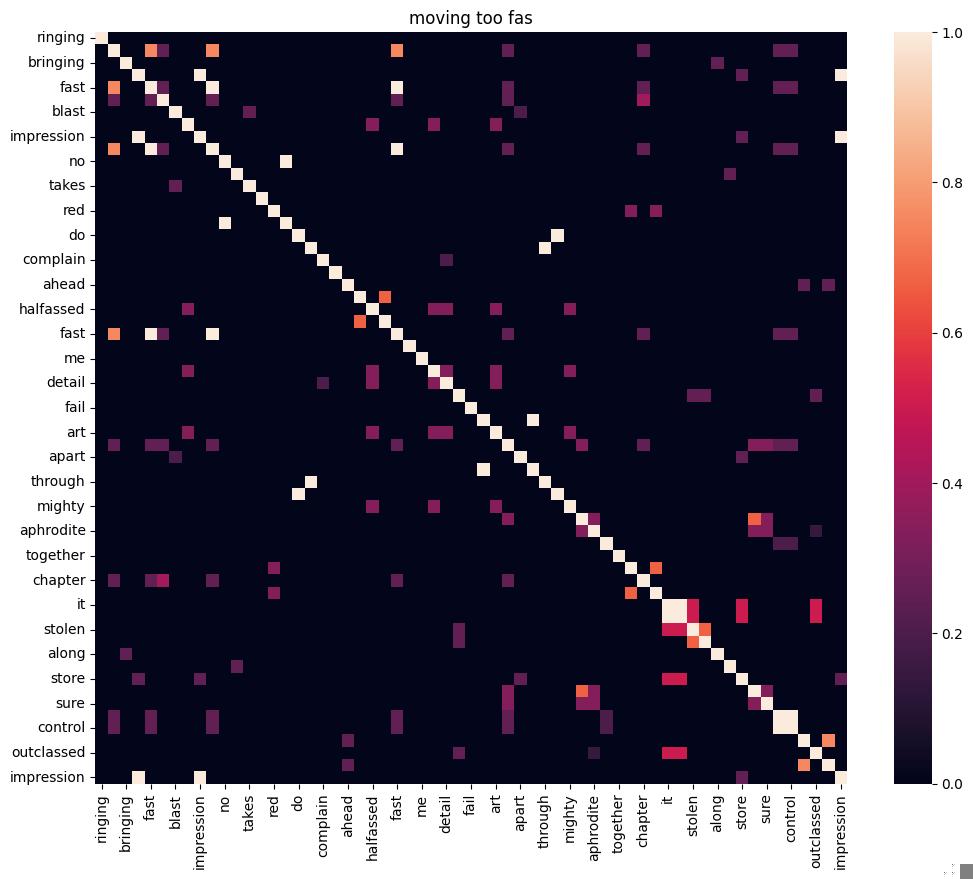 moving too fas
ringing
bringing
fast
blast
impression
no
takes
red
do
complain
ahead
halfassed
fast
me
detail
fail
art
apart
through
mighty
aphrodite
together
chapter
it
stolen
along
store
sure
control
outclassed
impression
ringing
bringing
fast
blast
impression
no
takes
red
do
complain
ahead
halfassed
fast
me
detail
fail
art
apart
through
mighty
aphrodite
together
chapter
it
stolen
along
store
sure
control
outclassed
impression
1.0
0.8
0.6
0.4
0.2
0.0